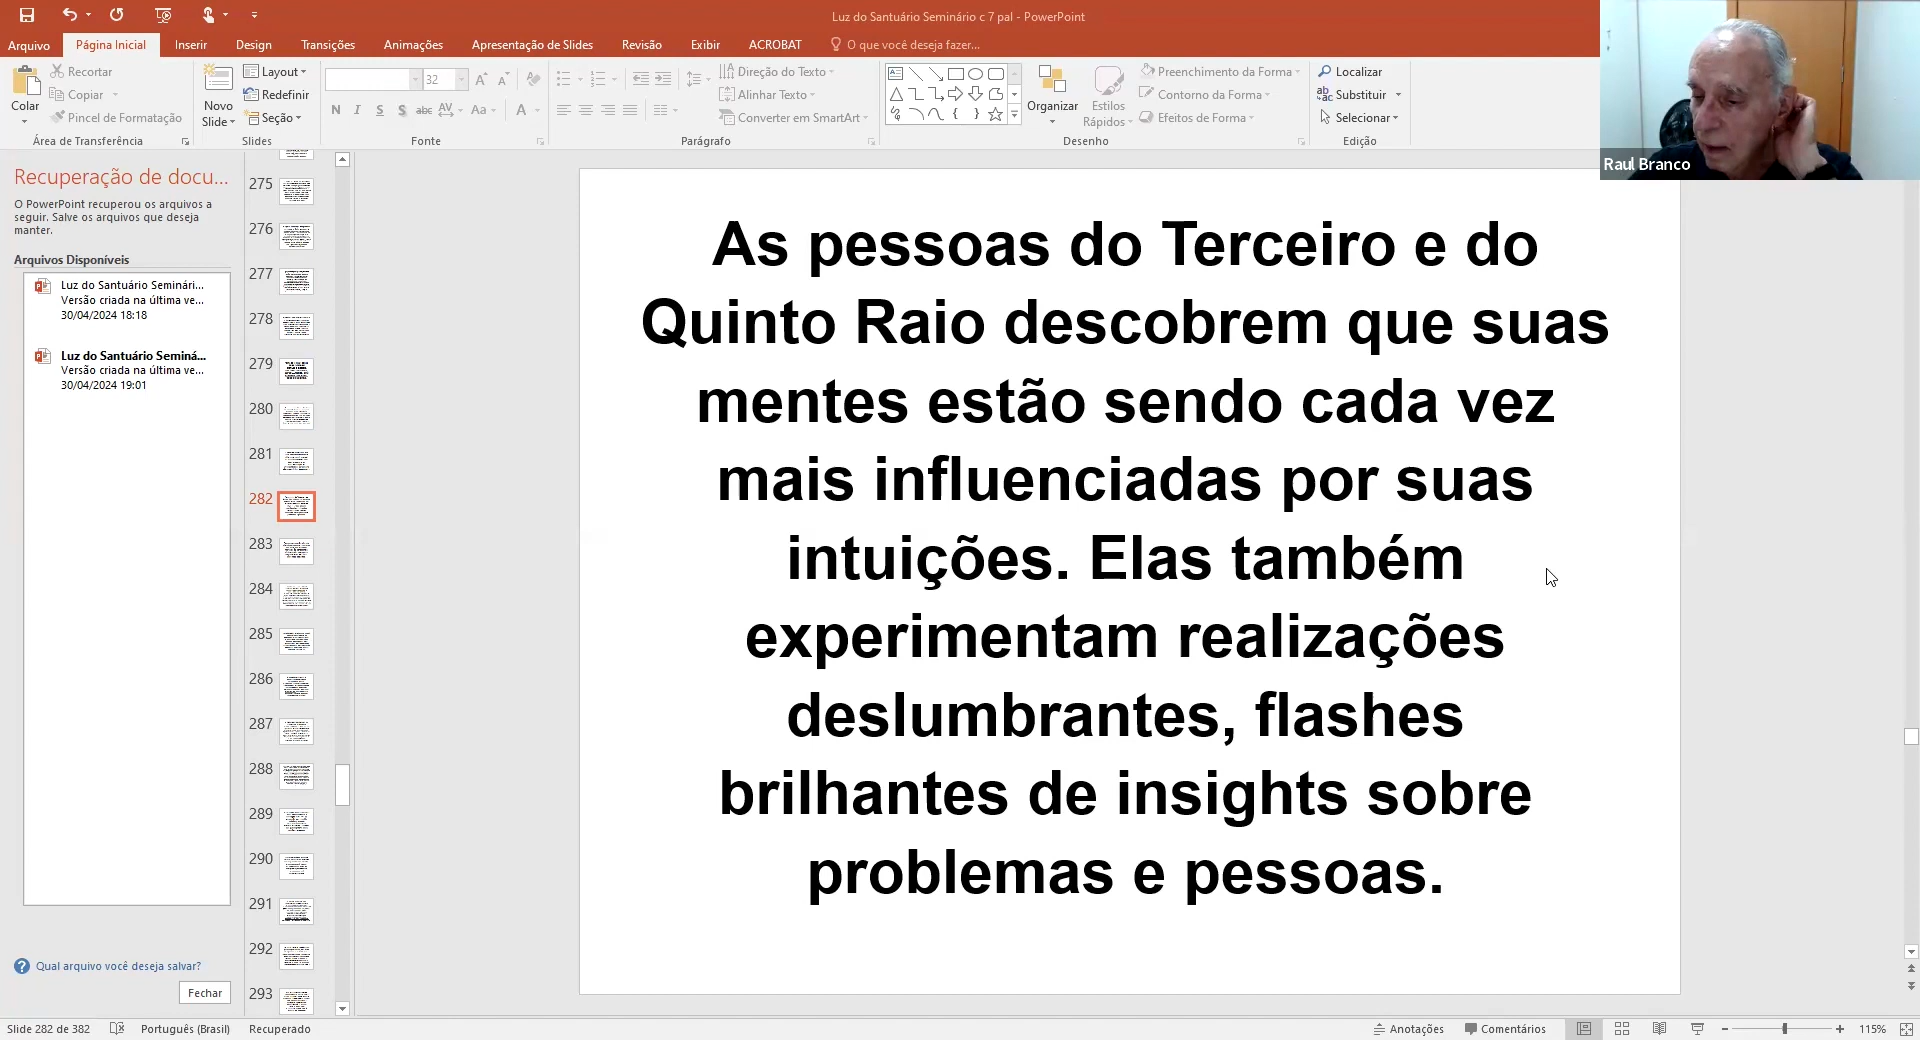 Luz do Santuário Seminário c 7 pal - PowerPoint
Arquivo Página Inicial Inserir Design Transições Animações Apresentação de Slides Revisão Exibir ACROBAT O que você deseja fazer...
Colar
Recortar
Copiar
Pincel de Formatação
Área de Transferência
Novo Slide
Layout
Redefinir
Seção
Slides
32
N I S S abc AV Aa A
Fonte
Direção do Texto
Alinhar Texto
Converter em SmartArt
Parágrafo
Organizar
Estilos Rápidos
Preenchimento da Forma
Contorno da Forma
Efeitos de Forma
Desenho
Localizar
Substituir
Selecionar
Edição
Raul Branco
Recuperação de docu...
O PowerPoint recuperou os arquivos a
seguir. Salve os arquivos que deseja
manter.
Arquivos Disponíveis
Luz do Santuário Seminári...
Versão criada na última ve...
30/04/2024 18:18
Luz do Santuário Seminá...
Versão criada na última ve...
30/04/2024 19:01
Qual arquivo você deseja salvar?
Fechar
275
276
277
278
279
280
281
282
283
284
285
286
287
288
289
290
291
292
293
As pessoas do Terceiro e do
Quinto Raio descobrem que suas
mentes estão sendo cada vez
mais influenciadas por suas
intuições. Elas também
experimentam realizações
deslumbrantes, flashes
brilhantes de insights sobre
problemas e pessoas.
Slide 282 de 382 Português (Brasil) Recuperado Anotações Comentários 115%